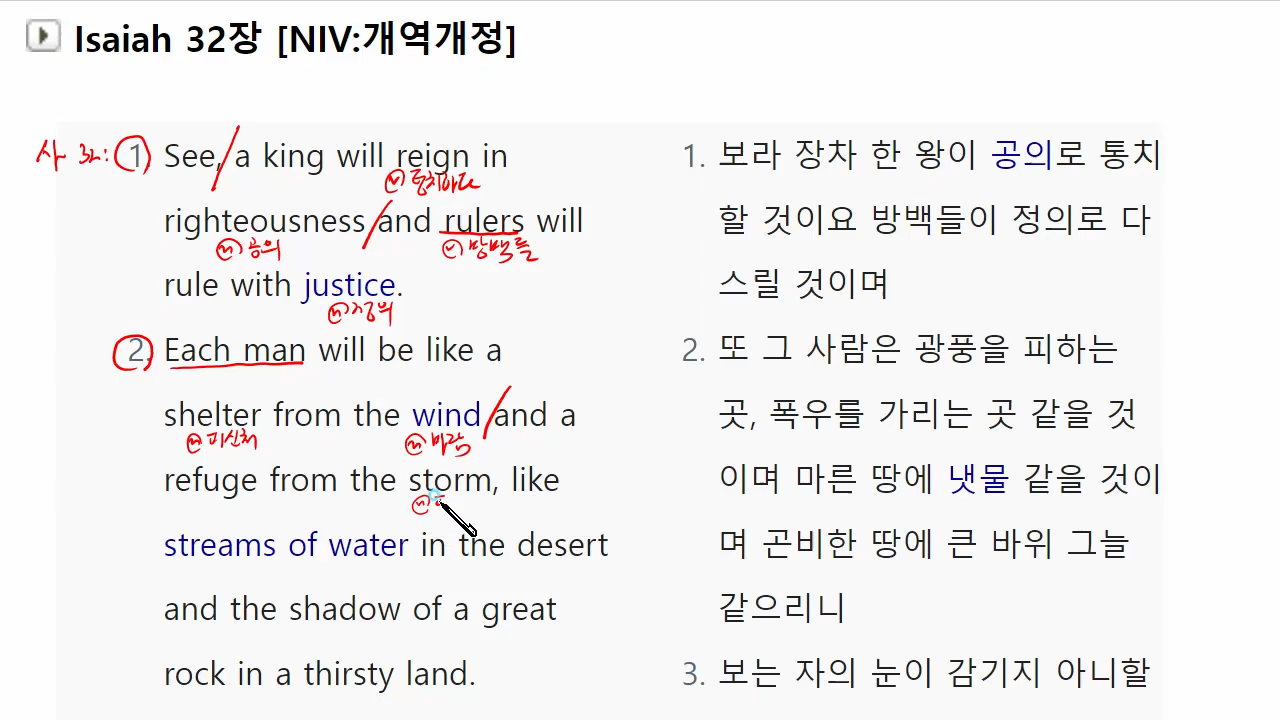 Isaiah 32장 [NIV:개역개정]
사 32: 1. See, a king will reign in
ⓥ 통치하다
righteousness and rulers will
ⓝ 공의 ⓥ 방백들
rule with justice.
ⓝ 정의
2. Each man will be like a
shelter from the wind and a
ⓝ 피신처 ⓝ 바람
refuge from the storm, like
ⓝ
streams of water in the desert
and the shadow of a great
rock in a thirsty land.
1. 보라 장차 한 왕이 공의로 통치
할 것이요 방백들이 정의로 다
스릴 것이며
2. 또 그 사람은 광풍을 피하는
곳, 폭우를 가리는 곳 같을 것
이며 마른 땅에 냇물 같을 것이
며 곤비한 땅에 큰 바위 그늘
같으리니
3. 보는 자의 눈이 감기지 아니할